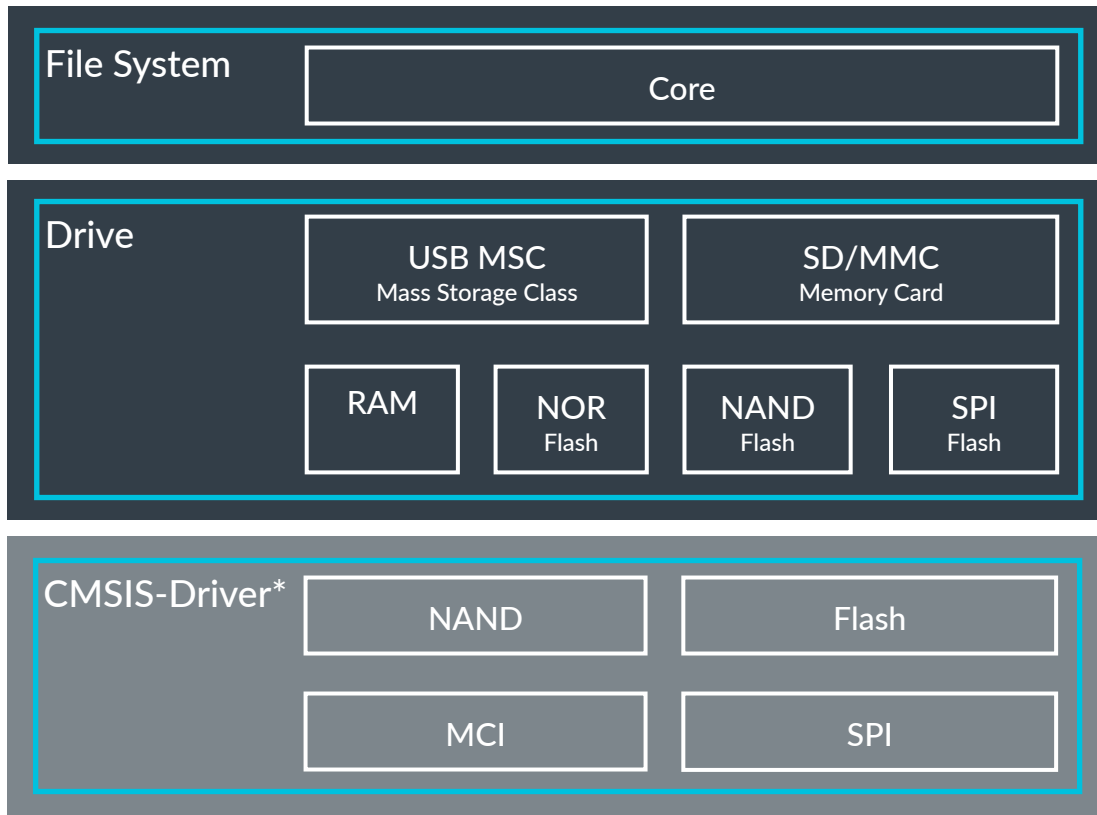 File System
Core
Drive
USB MSC
Mass Storage Class
SD/MMC
Memory Card
RAM
NOR
Flash
NAND
Flash
SPI
Flash
CMSIS-Driver*
NAND
Flash
MCI
SPI